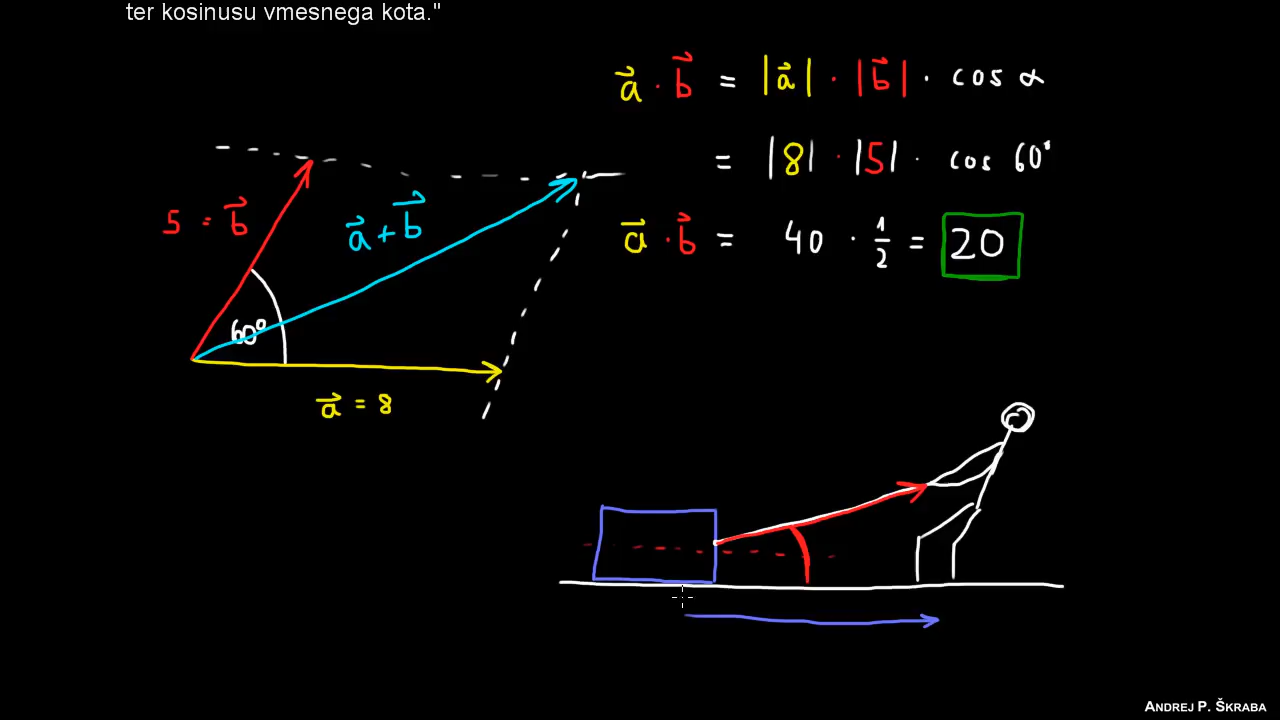 ter kosinusu vmesnega kota."
a⃗ · b⃗ = |a⃗| · |b⃗| · cos α
= |8| · |5| · cos 60°
a⃗ · b⃗ = 40 · 1/2 = 20
5 = b⃗
a⃗ + b⃗
60°
a⃗ = 8
ANDREJ P. ŠKRABA